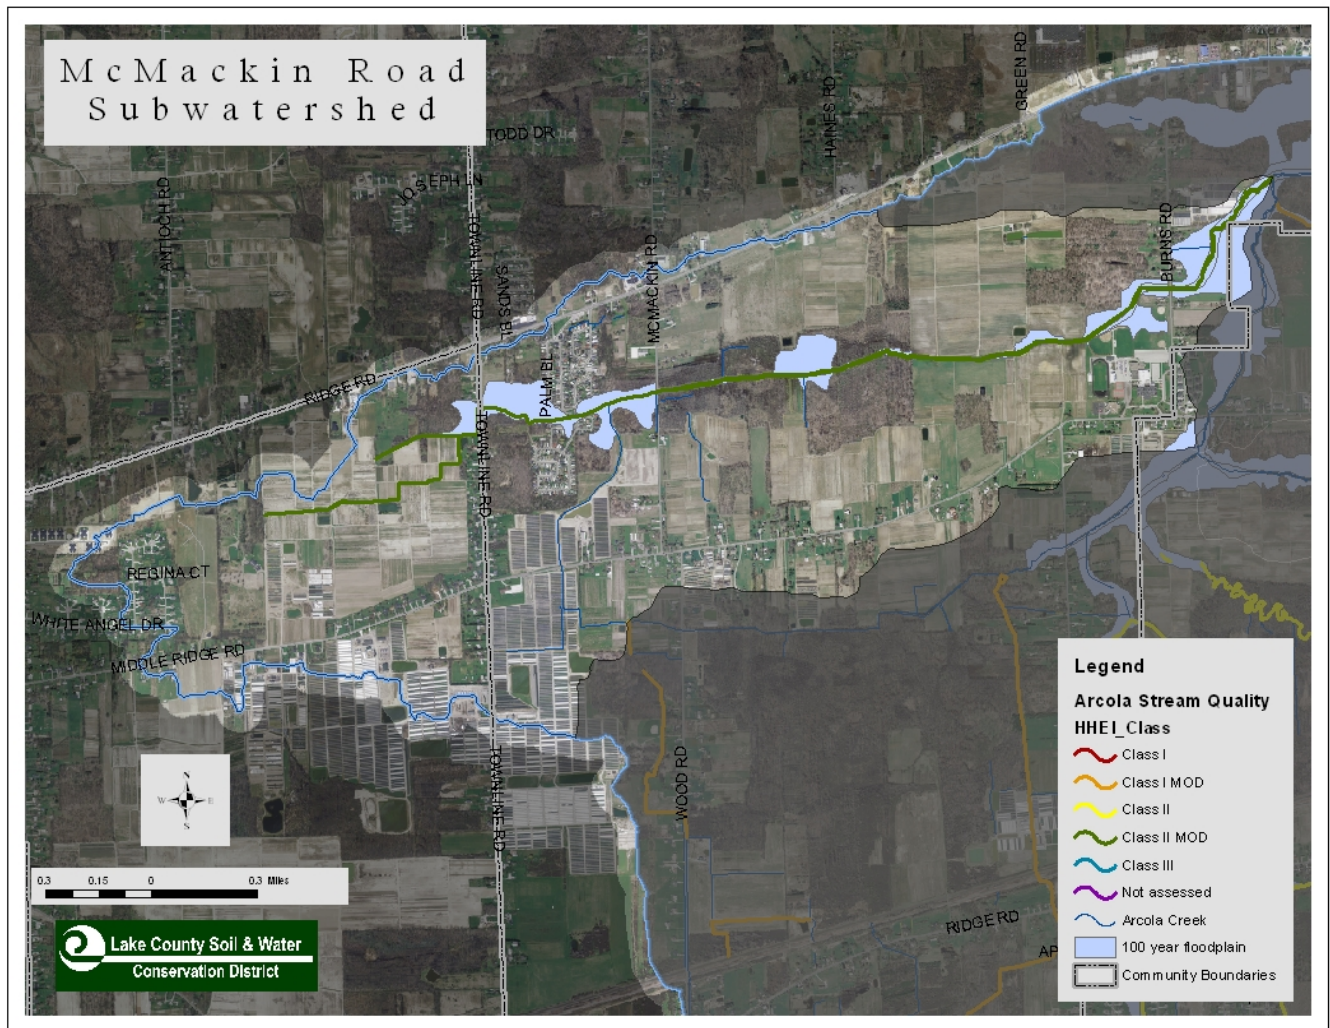 McMackin Road
Subwatershed
GREEN RD
HAINES RD
TODD DR
JOSEPH LN
ANTIOCH RD
TOWNLINE RD
SANDS BL
MCMACKIN RD
BURNS RD
RIDGE RD
PALM BL
TOWNLINE RD
REGINA CT
WHITE ANGEL DR
MIDDLE RIDGE RD
TOWNLINE RD
WOOD RD
RIDGE RD
AP
N
W E
S
0.3 0.15 0 0.3 Miles
Lake County Soil & Water
Conservation District
Legend
Arcola Stream Quality
HHEI_Class
Class I
Class I MOD
Class II
Class II MOD
Class III
Not assessed
Arcola Creek
100 year floodplain
Community Boundaries